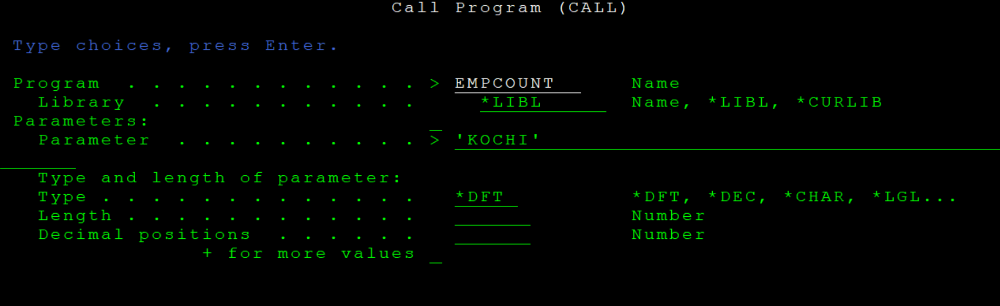 Call Program (CALL)
Type choices, press Enter.
Program . . . . . . . . . . . . > EMPCOUNT Name
Library . . . . . . . . . . . *LIBL Name, *LIBL, *CURLIB
Parameters: _
Parameter . . . . . . . . . . > 'KOCHI'
Type and length of parameter:
Type . . . . . . . . . . . . . *DFT *DFT, *DEC, *CHAR, *LGL...
Length . . . . . . . . . . . . Number
Decimal positions . . . . . . Number
+ for more values _